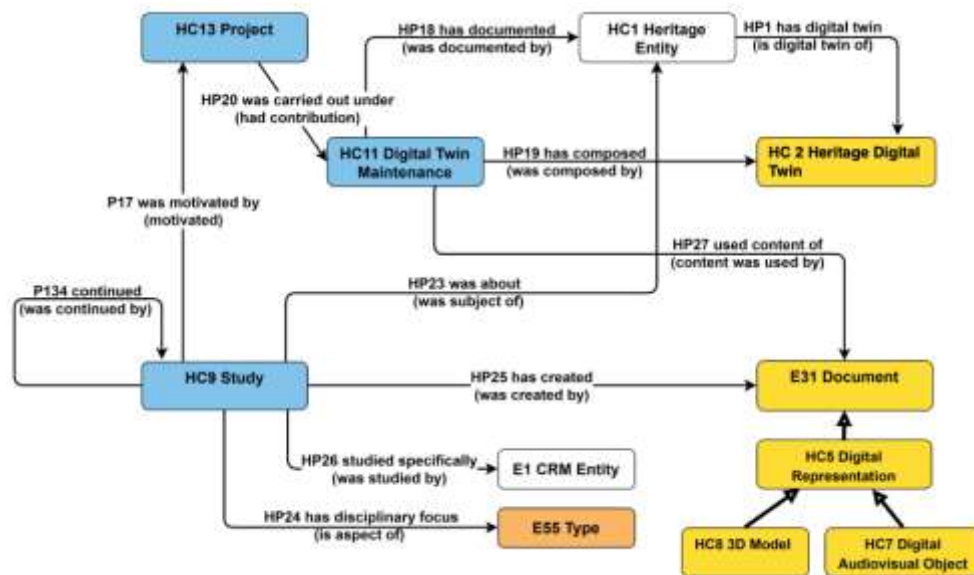 HC13 Project
HP18 has documented
(was documented by)
HC1 Heritage
Entity
HP1 has digital twin
(is digital twin of)
HP20 was carried out under
(had contribution)
HC11 Digital Twin
Maintenance
HP19 has composed
(was composed by)
HC 2 Heritage Digital
Twin
P17 was motivated by
(motivated)
HP27 used content of
(content was used by)
HP23 was about
(was subject of)
P134 continued
(was continued by)
HC9 Study
HP25 has created
(was created by)
E31 Document
HP26 studied specifically
(was studied by)
E1 CRM Entity
HC5 Digital
Representation
HP24 has disciplinary focus
(is aspect of)
E55 Type
HC8 3D Model
HC7 Digital
Audiovisual Object